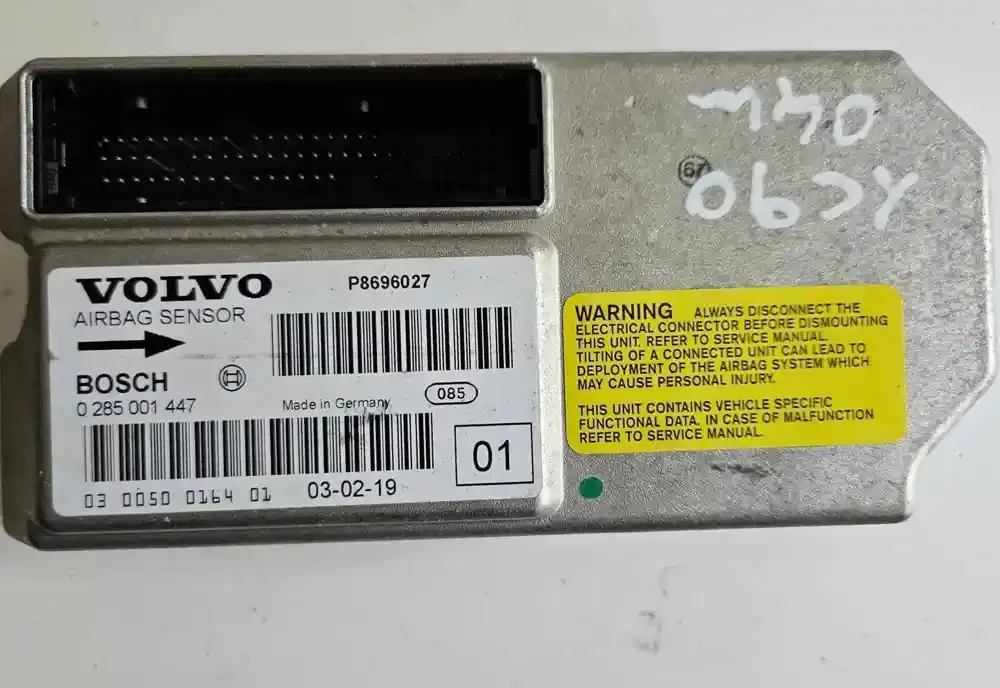 XC90
67
VOLVO
P8696027
AIRBAG SENSOR
BOSCH
0 285 001 447
Made in Germany
085
03 0050 0164 01
03-02-19
01
WARNING ALWAYS DISCONNECT THE
ELECTRICAL CONNECTOR BEFORE DISMOUNTING
THIS UNIT. REFER TO SERVICE MANUAL.
TILTING OF A CONNECTED UNIT CAN LEAD TO
DEPLOYMENT OF THE AIRBAG SYSTEM WHICH
MAY CAUSE PERSONAL INJURY.
THIS UNIT CONTAINS VEHICLE SPECIFIC
FUNCTIONAL DATA. IN CASE OF MALFUNCTION
REFER TO SERVICE MANUAL.